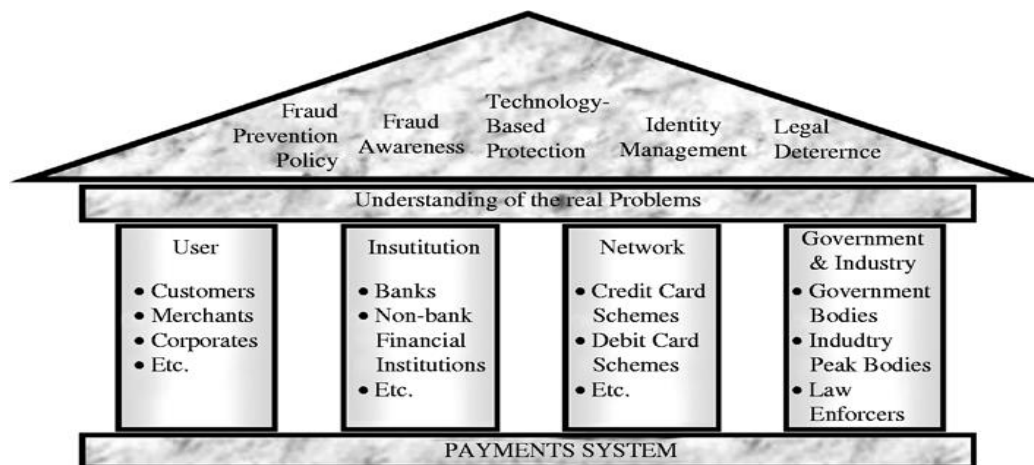 Fraud
Prevention
Policy
Fraud
Awareness
Technology-
Based
Protection
Identity
Management
Legal
Deterernce
Understanding of the real Problems
User
• Customers
• Merchants
• Corporates
• Etc.
Insutitution
• Banks
• Non-bank
Financial
Institutions
• Etc.
Network
• Credit Card
Schemes
• Debit Card
Schemes
• Etc.
Government
& Industry
• Government
Bodies
• Indudtry
Peak Bodies
• Law
Enforcers
PAYMENTS SYSTEM